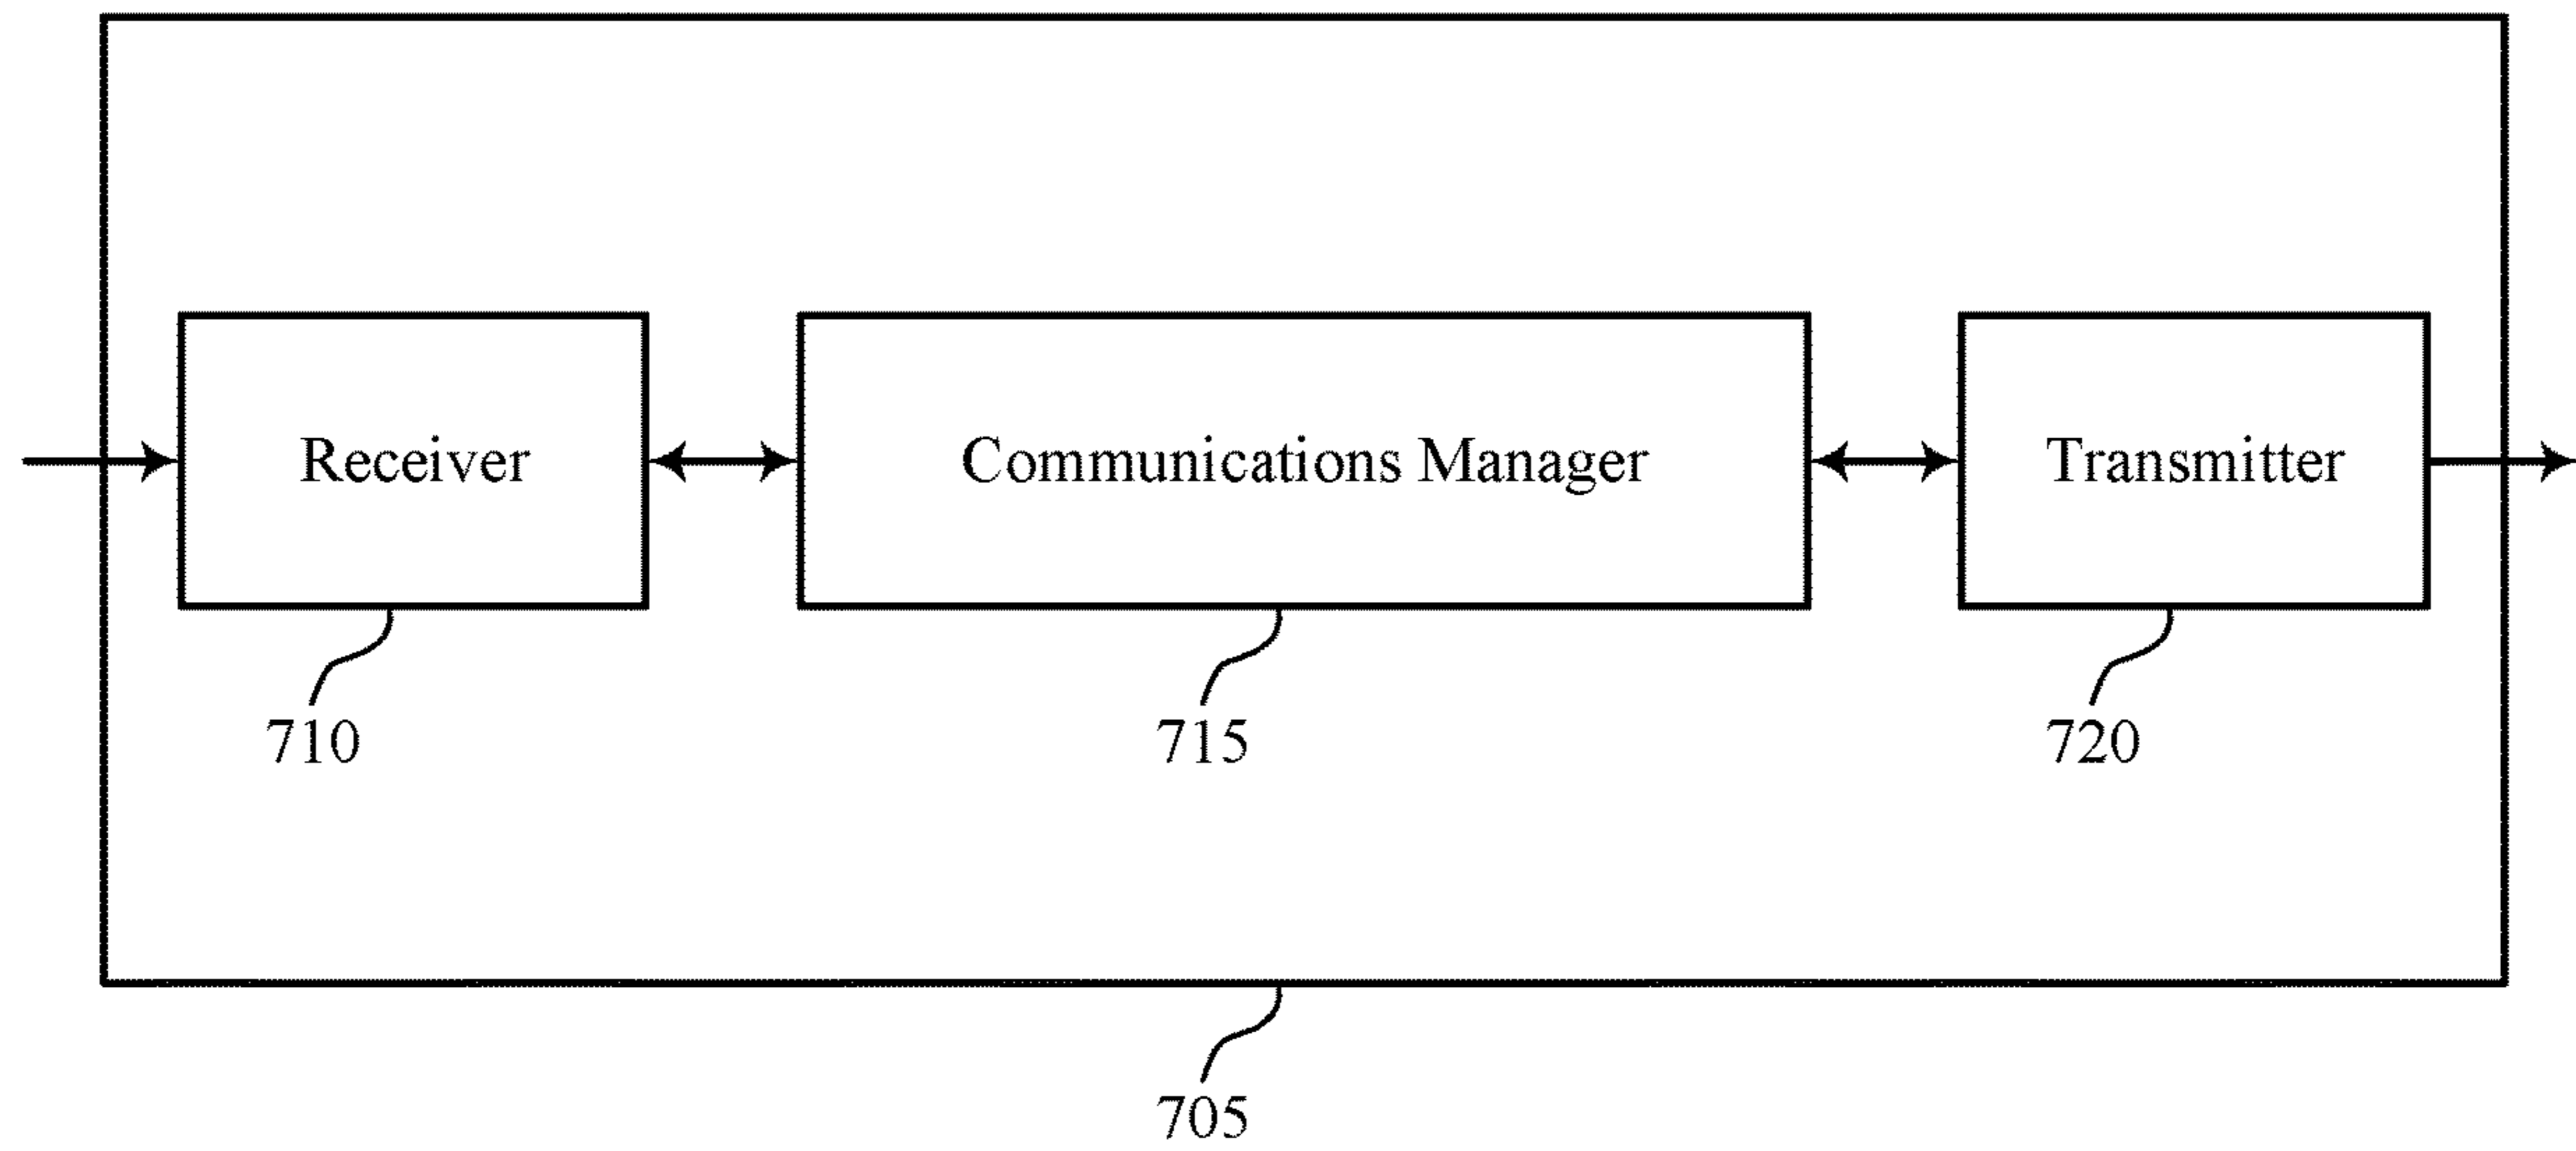 Receiver
Communications Manager
Transmitter
710
715
720
705